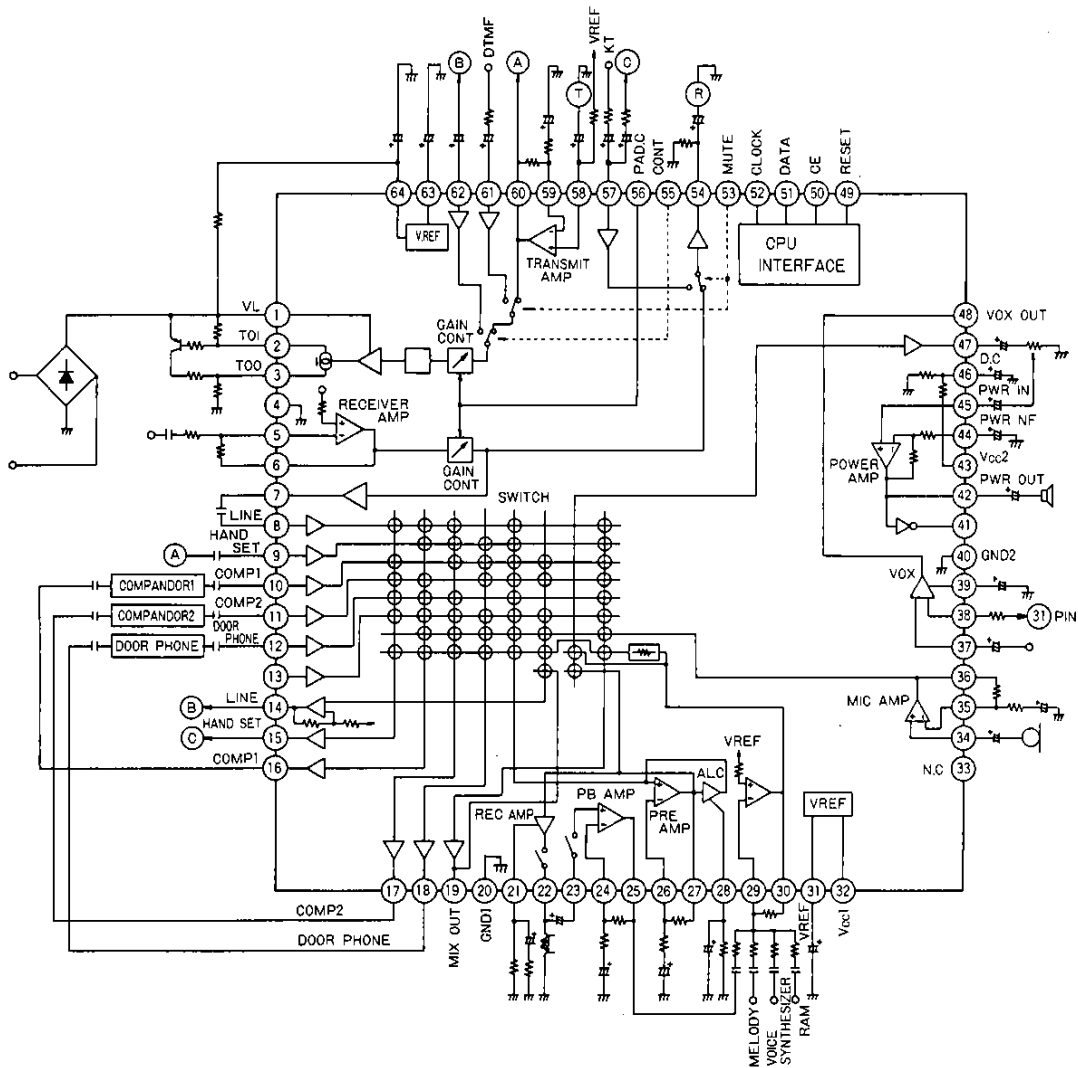 B
DTMF
A
T
VREF
KT
C
R
PAD.C
CONT
MUTE
CLOCK
DATA
CE
RESET
64 63 62 61 60 59 58 57 56 55 54 53 52 51 50 49
V.REF
TRANSMIT
AMP
CPU
INTERFACE
VL 1
TOI 2
TOO 3
4
5
6
7
LINE 8
HAND
SET
A 9
COMPANDOR1 COMP1 10
COMPANDOR2 COMP2 11
DOOR PHONE DOOR
PHONE 12
13
B LINE 14
C HAND SET 15
COMP1 16
GAIN
CONT
RECEIVER
AMP
GAIN
CONT
SWITCH
48 VOX OUT
47
D.C
46
PWR IN
45
PWR NF
44
Vcc2
43
PWR OUT
42
41
40 GND2
39
38 31 PIN
37
36
35
34
N.C 33
POWER
AMP
VOX
MIC AMP
REC AMP
PB AMP
PRE
AMP
ALC
VREF
VREF
17 18 19 20 21 22 23 24 25 26 27 28 29 30 31 32
COMP2
DOOR PHONE
MIX OUT
GND1
VREF
Vcc1
MELODY
VOICE
SYNTHESIZER
RAM